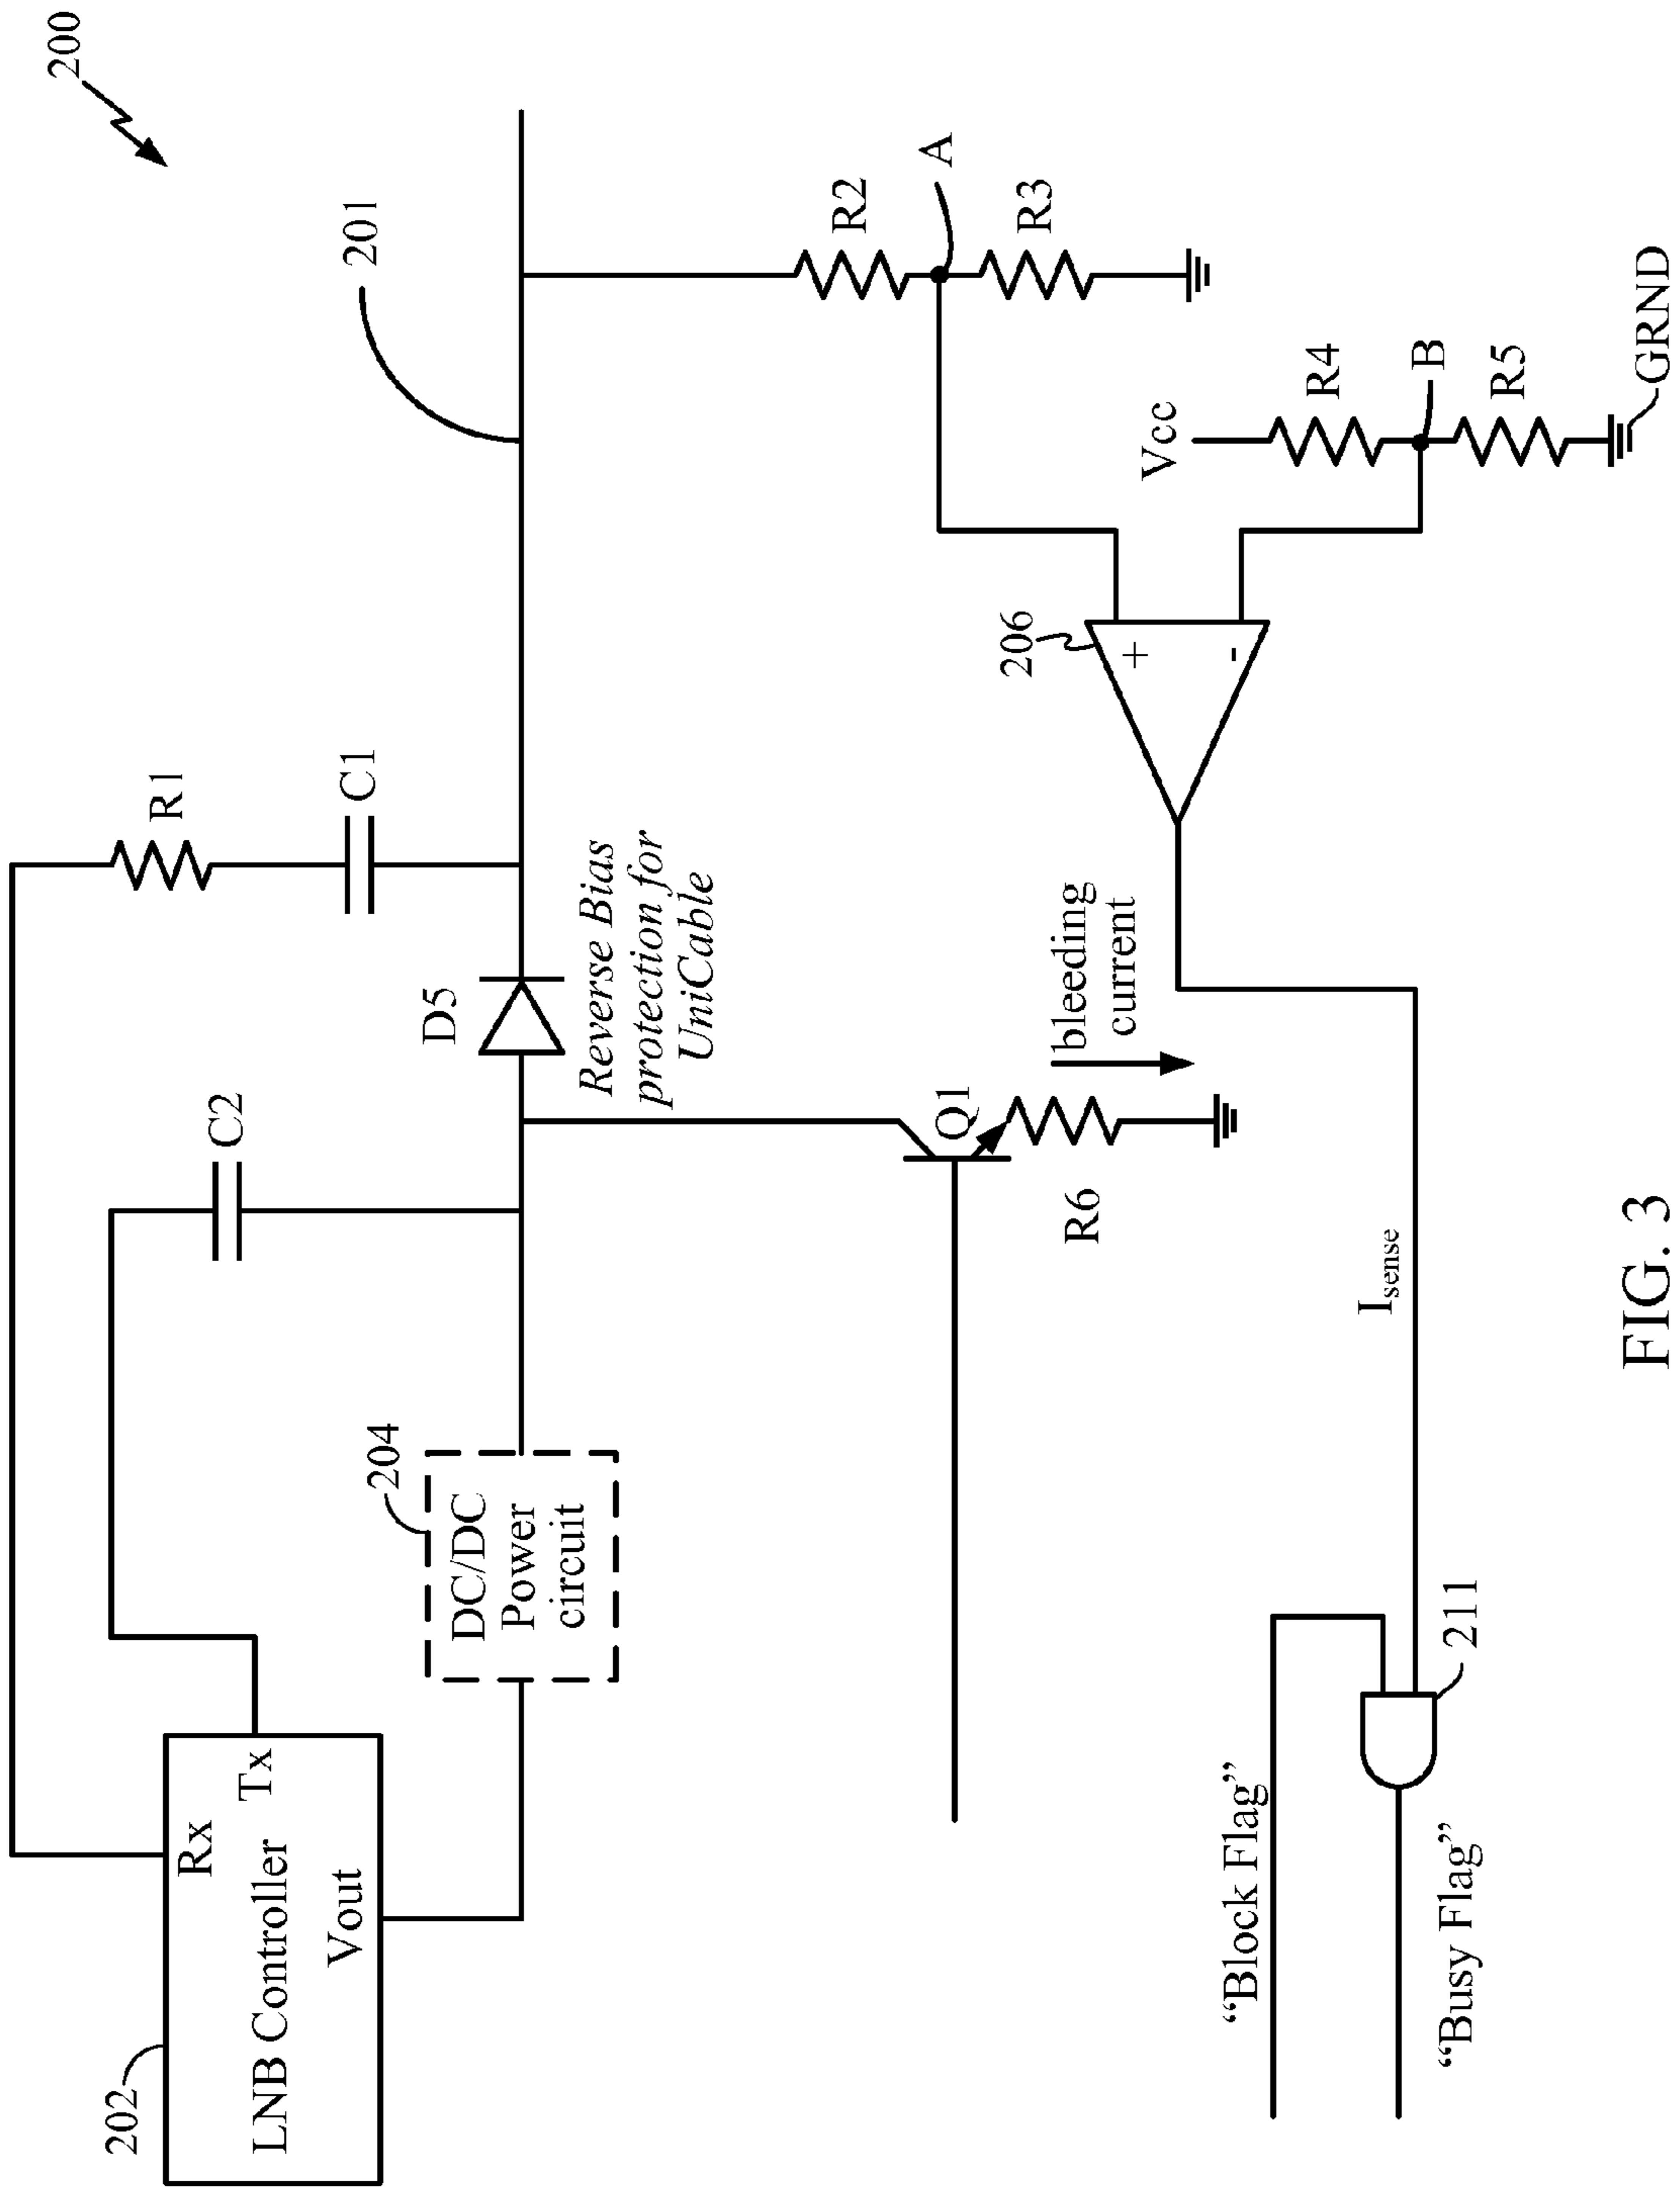 200
201
R1
C1
C2
D5
Reverse Bias
protection for
UniCable
202
Rx
Tx
LNB Controller
Vout
204
DC/DC
Power
circuit
R2
A
R3
Vcc
R4
B
R5
GRND
206
+
-
Q1
R6
bleeding
current
Isense
"Block Flag"
"Busy Flag"
211
FIG. 3